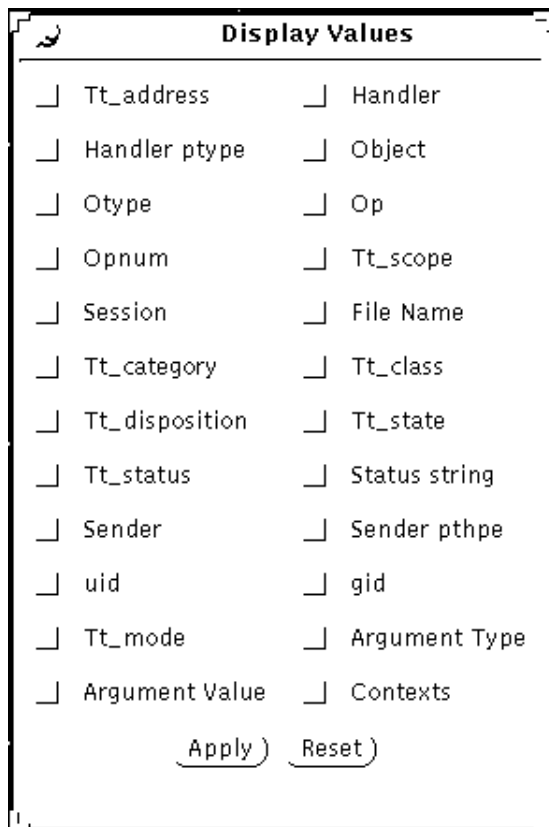 Display Values
Tt_address Handler
Handler ptype Object
Otype Op
Opnum Tt_scope
Session File Name
Tt_category Tt_class
Tt_disposition Tt_state
Tt_status Status string
Sender Sender pthpe
uid gid
Tt_mode Argument Type
Argument Value Contexts
Apply Reset